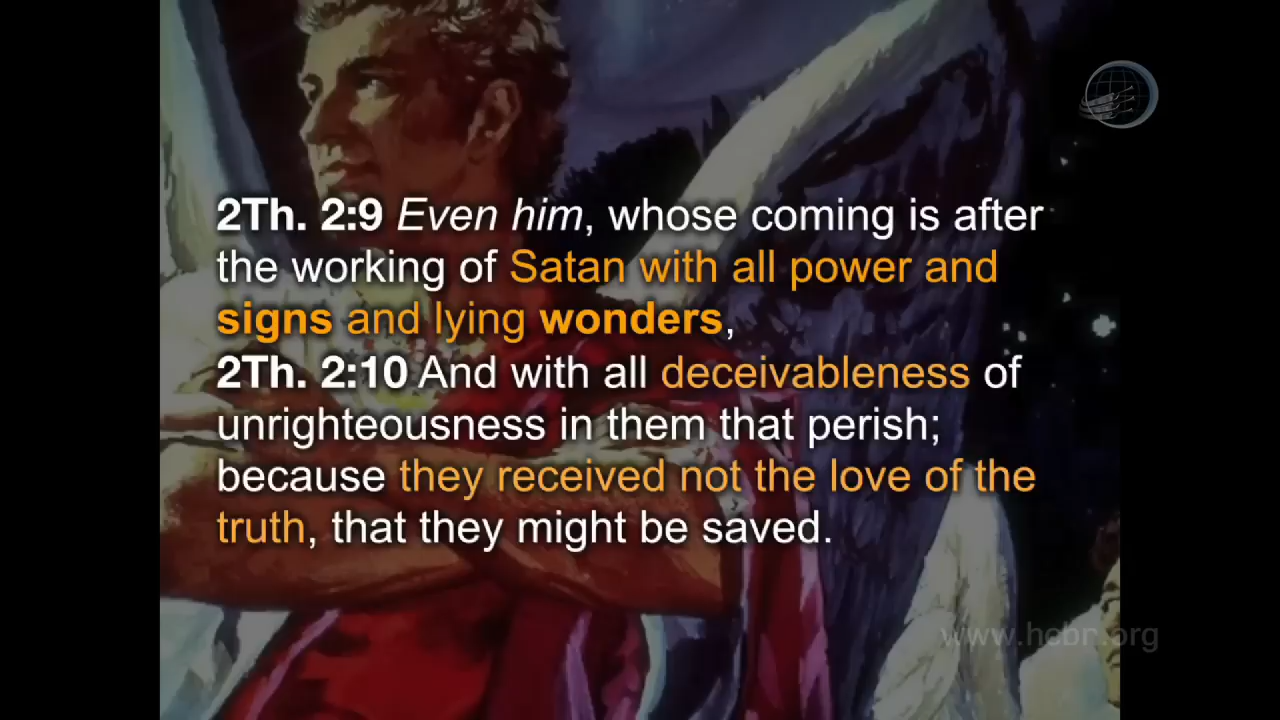 2Th. 2:9 Even him, whose coming is after
the working of Satan with all power and
signs and lying wonders,
2Th. 2:10 And with all deceivableness of
unrighteousness in them that perish;
because they received not the love of the
truth, that they might be saved.
www.hcbn.org